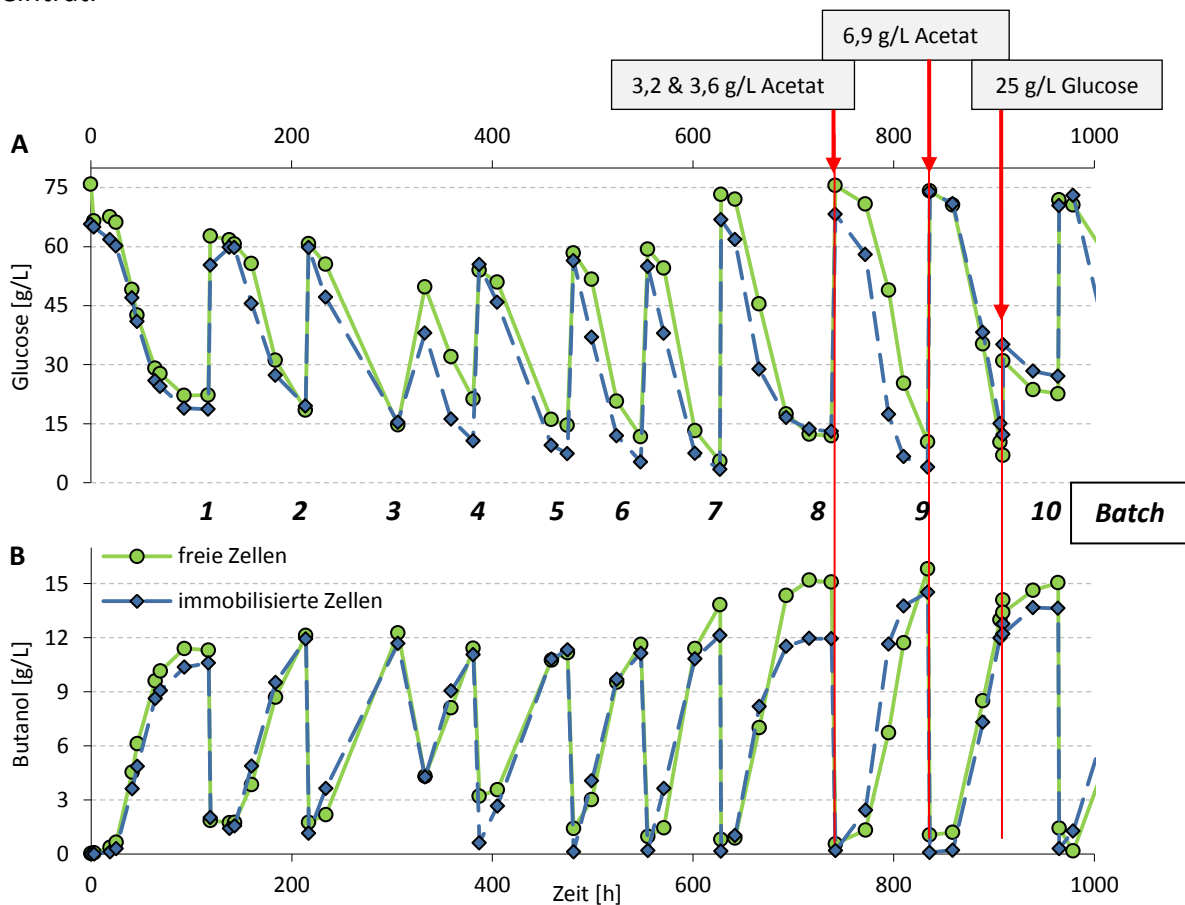 6,9 g/L Acetat
3,2 & 3,6 g/L Acetat
25 g/L Glucose
A
0 200 400 600 800 1000
Glucose [g/L]
75
60
45
30
15
0
1 2 3 4 5 6 7 8 9 10 Batch
B
freie Zellen
immobilisierte Zellen
Butanol [g/L]
15
12
9
6
3
0
0 200 400 600 800 1000
Zeit [h]